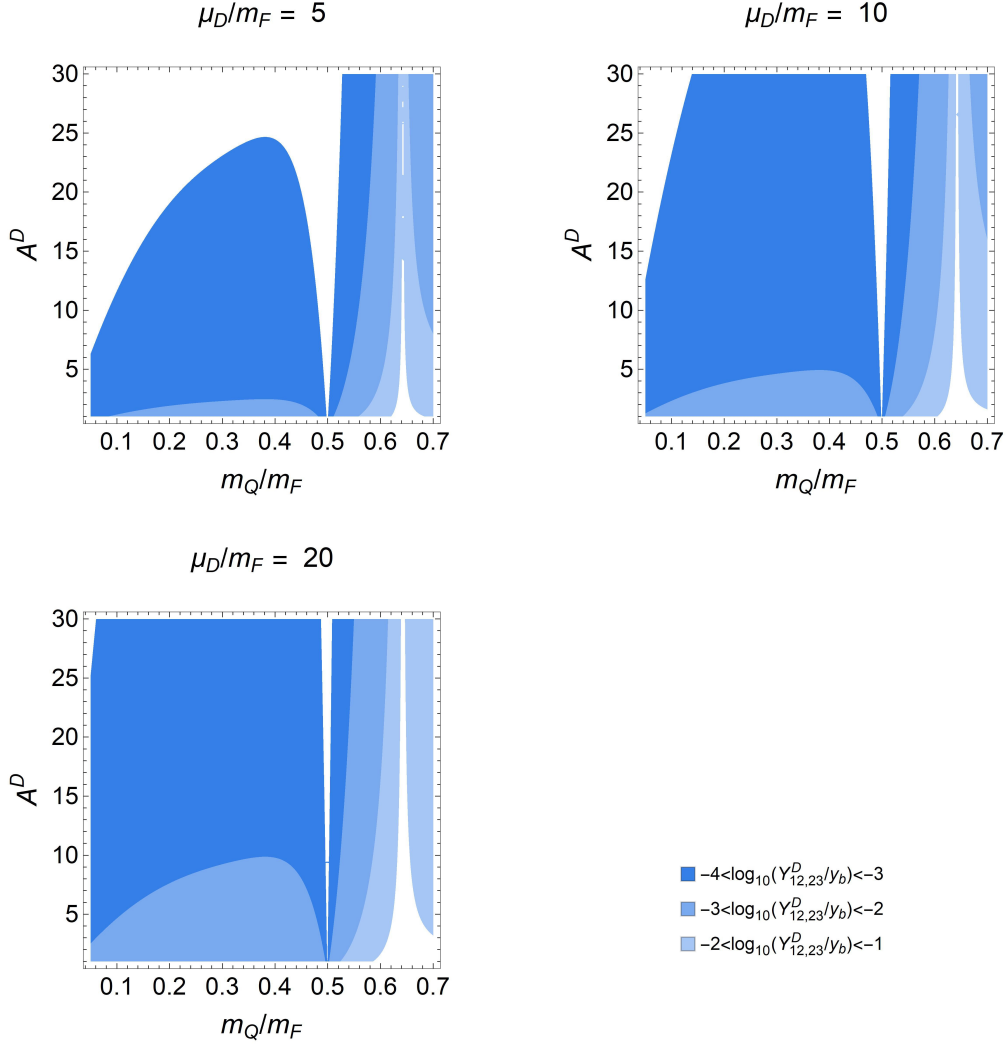 μ_D/m_F = 5
30
25
20
15
10
5
A^D
0.1 0.2 0.3 0.4 0.5 0.6 0.7
m_Q/m_F
μ_D/m_F = 10
30
25
20
15
10
5
A^D
0.1 0.2 0.3 0.4 0.5 0.6 0.7
m_Q/m_F
μ_D/m_F = 20
30
25
20
15
10
5
A^D
0.1 0.2 0.3 0.4 0.5 0.6 0.7
m_Q/m_F
-4<log_10(Y^D_12,23/y_b)<-3
-3<log_10(Y^D_12,23/y_b)<-2
-2<log_10(Y^D_12,23/y_b)<-1